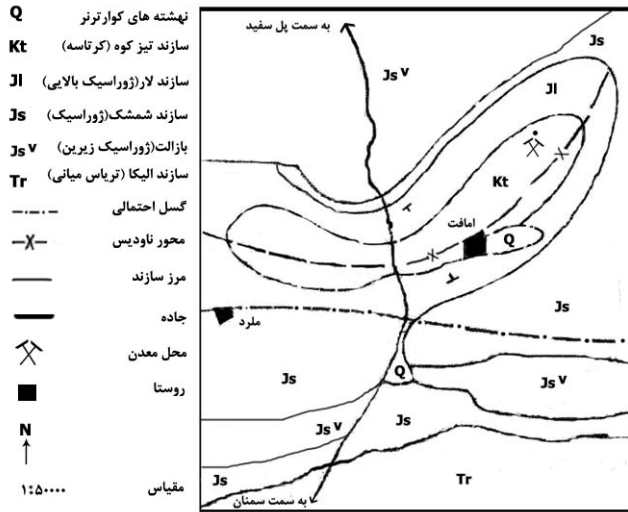 Q نهشته های کوارترنر
Kt سازند تیز کوه (کرتاسه)
Jl سازند لار(ژوراسیک بالایی)
Js سازند شمشک(ژوراسیک)
Js v بازالت(ژوراسیک زیرین)
Tr سازند الیکا (تریاس میانی)
گسل احتمالی
محور ناودیس
مرز سازند
جاده
محل معدن
روستا
N
مقیاس ۱:۵۰۰۰۰
به سمت پل سفید
Js
Js v
Jl
Kt
امافت
Q
ملرد
Js
Js
Q
Js v
Js v
Js
Js
Tr
به سمت سمنان